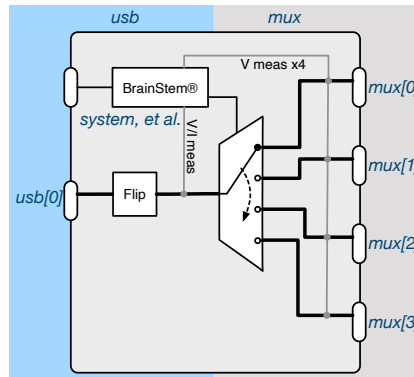 usb
mux
V meas x4
BrainStem®
mux[0]
system, et al.
V/I meas
mux[1]
usb[0]
Flip
mux[2]
mux[3]